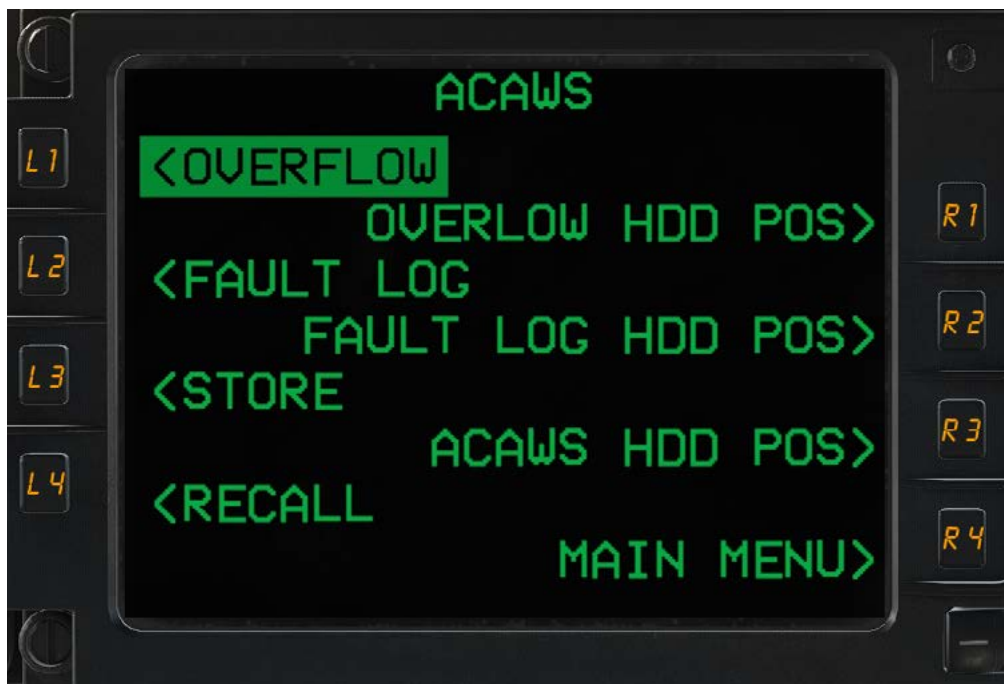 ACAWS
L1
<OVERFLOW
OVERLOW HDD POS>
R1
L2
<FAULT LOG
FAULT LOG HDD POS>
R2
L3
<STORE
ACAWS HDD POS>
R3
L4
<RECALL
MAIN MENU>
R4